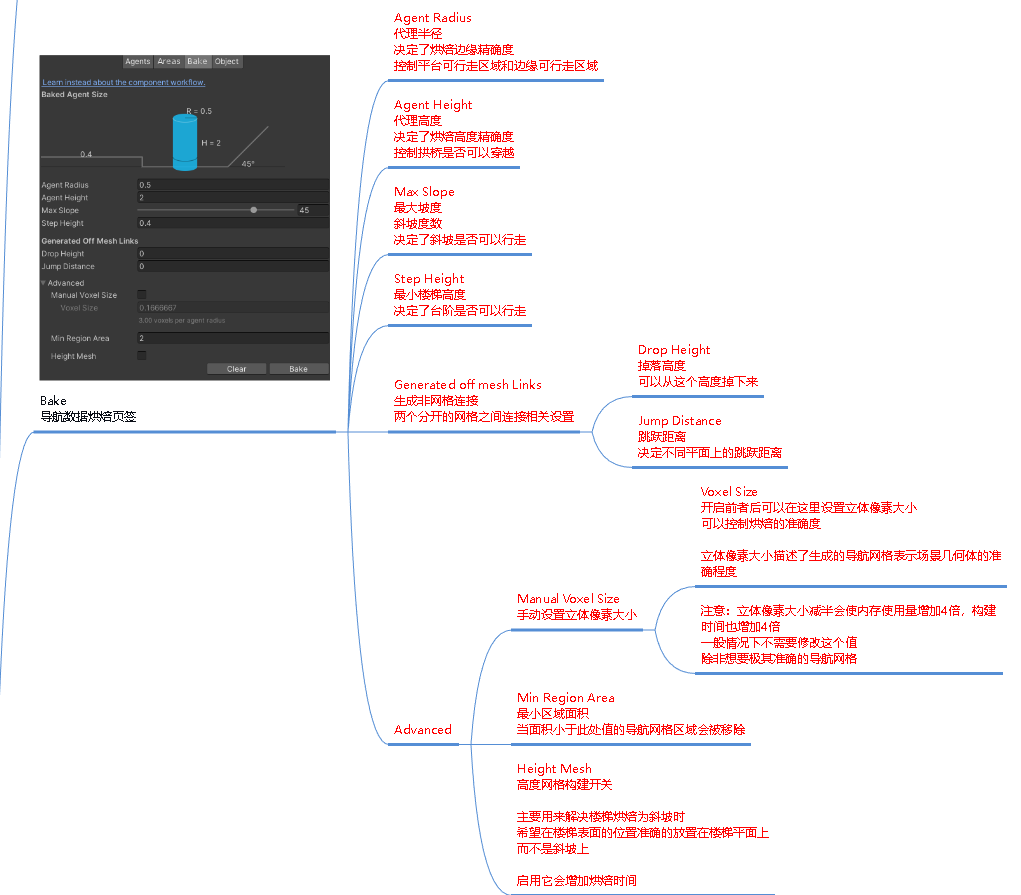 Agents Areas Bake Object
Learn instead about the component workflow.
Baked Agent Size
R = 0.5
H = 2
0.4
45°
Agent Radius 0.5
Agent Height 2
Max Slope 45
Step Height 0.4
Generated Off Mesh Links
Drop Height 0
Jump Distance 0
Advanced
Manual Voxel Size
Voxel Size 0.1666667
3.00 voxels per agent radius
Min Region Area 2
Height Mesh
Clear Bake
Bake
导航数据烘焙页签
Agent Radius
代理半径
决定了烘焙边缘精确度
控制平台可行走区域和边缘可行走区域
Agent Height
代理高度
决定了烘焙高度精确度
控制拱桥是否可以穿越
Max Slope
最大坡度
斜坡度数
决定了斜坡是否可以行走
Step Height
最小楼梯高度
决定了台阶是否可以行走
Generated off mesh Links
生成非网格连接
两个分开的网格之间连接相关设置
Drop Height
掉落高度
可以从这个高度掉下来
Jump Distance
跳跃距离
决定不同平面上的跳跃距离
Advanced
Manual Voxel Size
手动设置立体像素大小
Voxel Size
开启前者后可以在这里设置立体像素大小
可以控制烘焙的准确度
立体像素大小描述了生成的导航网格表示场景几何体的准
确程度
注意：立体像素大小减半会使内存使用量增加4倍，构建
时间也增加4倍
一般情况下不需要修改这个值
除非想要极其准确的导航网格
Min Region Area
最小区域面积
当面积小于此处值的导航网格区域会被移除
Height Mesh
高度网格构建开关
主要用来解决楼梯烘焙为斜坡时
希望在楼梯表面的位置准确的放置在楼梯平面上
而不是斜坡上
启用它会增加烘焙时间